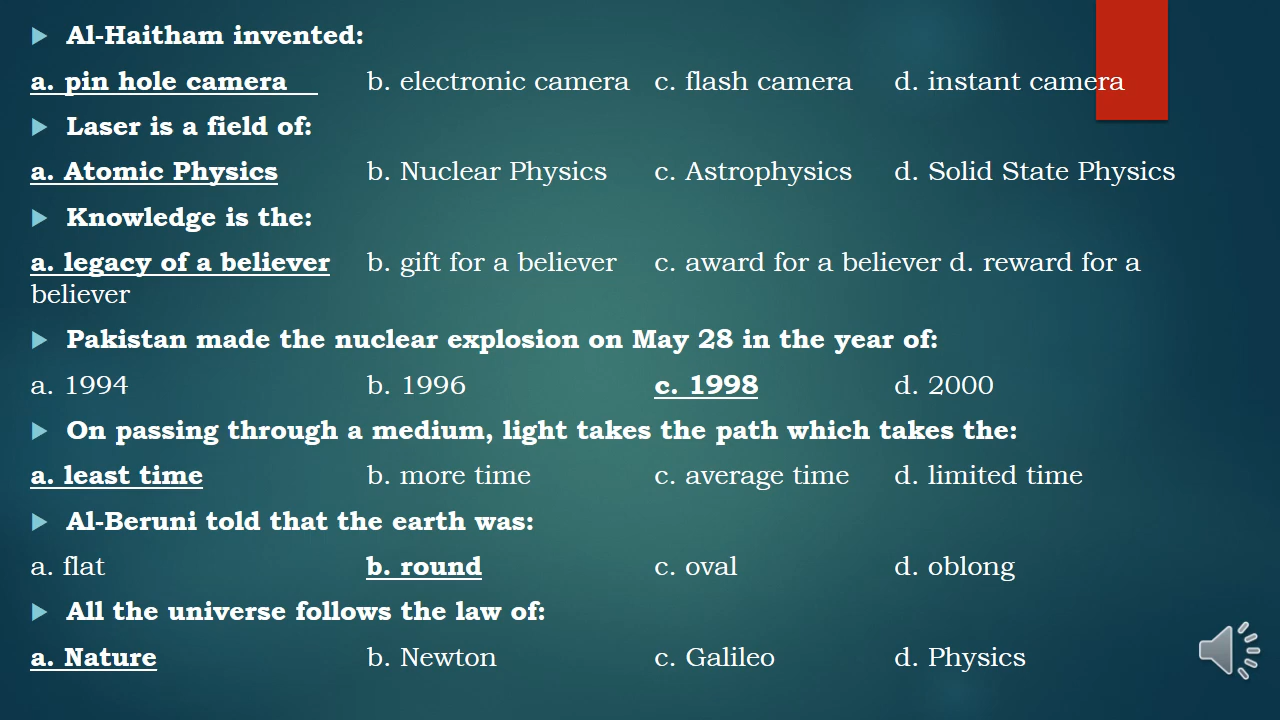 Al-Haitham invented:
a. pin hole camera b. electronic camera c. flash camera d. instant camera
Laser is a field of:
a. Atomic Physics b. Nuclear Physics c. Astrophysics d. Solid State Physics
Knowledge is the:
a. legacy of a believer b. gift for a believer c. award for a believer d. reward for a
believer
Pakistan made the nuclear explosion on May 28 in the year of:
a. 1994 b. 1996 c. 1998 d. 2000
On passing through a medium, light takes the path which takes the:
a. least time b. more time c. average time d. limited time
Al-Beruni told that the earth was:
a. flat b. round c. oval d. oblong
All the universe follows the law of:
a. Nature b. Newton c. Galileo d. Physics